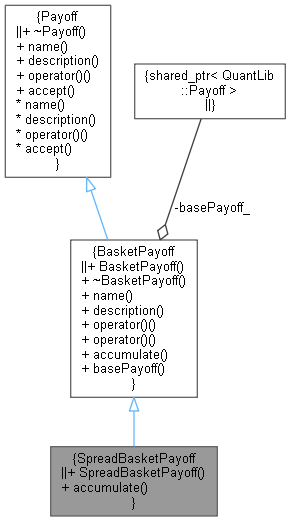 {Payoff
||+ ~Payoff()
+ name()
+ description()
+ operator()()
+ accept()
* name()
* description()
* operator()()
* accept()
}
{shared_ptr< QuantLib
::Payoff >
||}
-basePayoff_
{BasketPayoff
||+ BasketPayoff()
+ ~BasketPayoff()
+ name()
+ description()
+ operator()()
+ operator()()
+ accumulate()
+ basePayoff()
}
{SpreadBasketPayoff
||+ SpreadBasketPayoff()
+ accumulate()
}